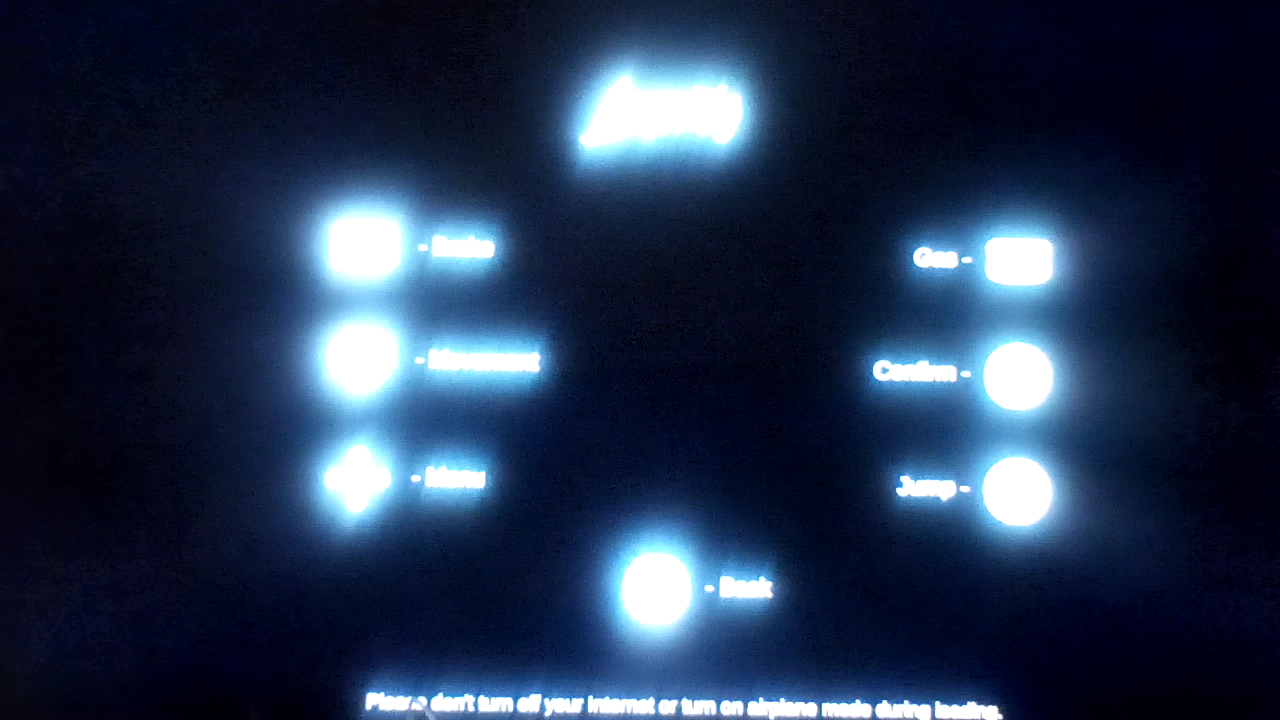 - Brake
Gas -
- Movement
Confirm -
- Menu
Jump -
- Back
Please don't turn off your internet or turn on airplane mode during loading.